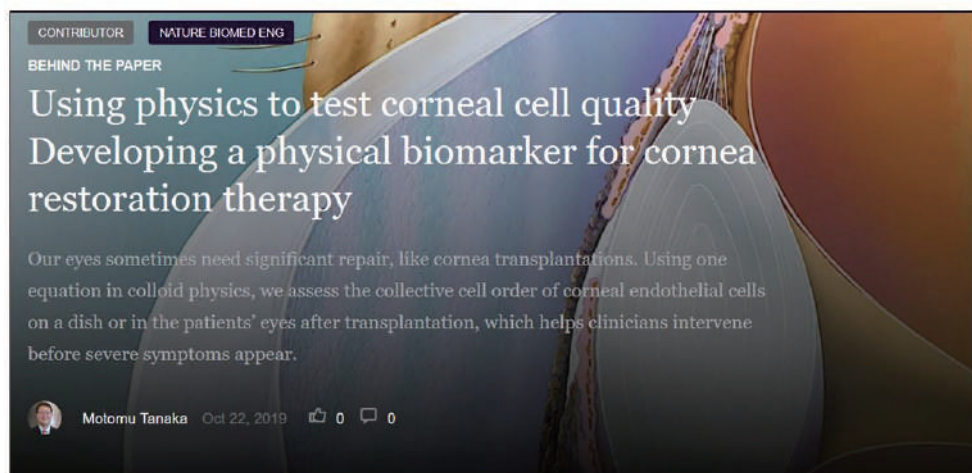 CONTRIBUTOR NATURE BIOMED ENG
BEHIND THE PAPER
Using physics to test corneal cell quality
Developing a physical biomarker for cornea
restoration therapy
Our eyes sometimes need significant repair, like cornea transplantations. Using one
equation in colloid physics, we assess the collective cell order of corneal endothelial cells
on a dish or in the patients' eyes after transplantation, which helps clinicians intervene
before severe symptoms appear.
Motomu Tanaka Oct 22, 2019 0 0